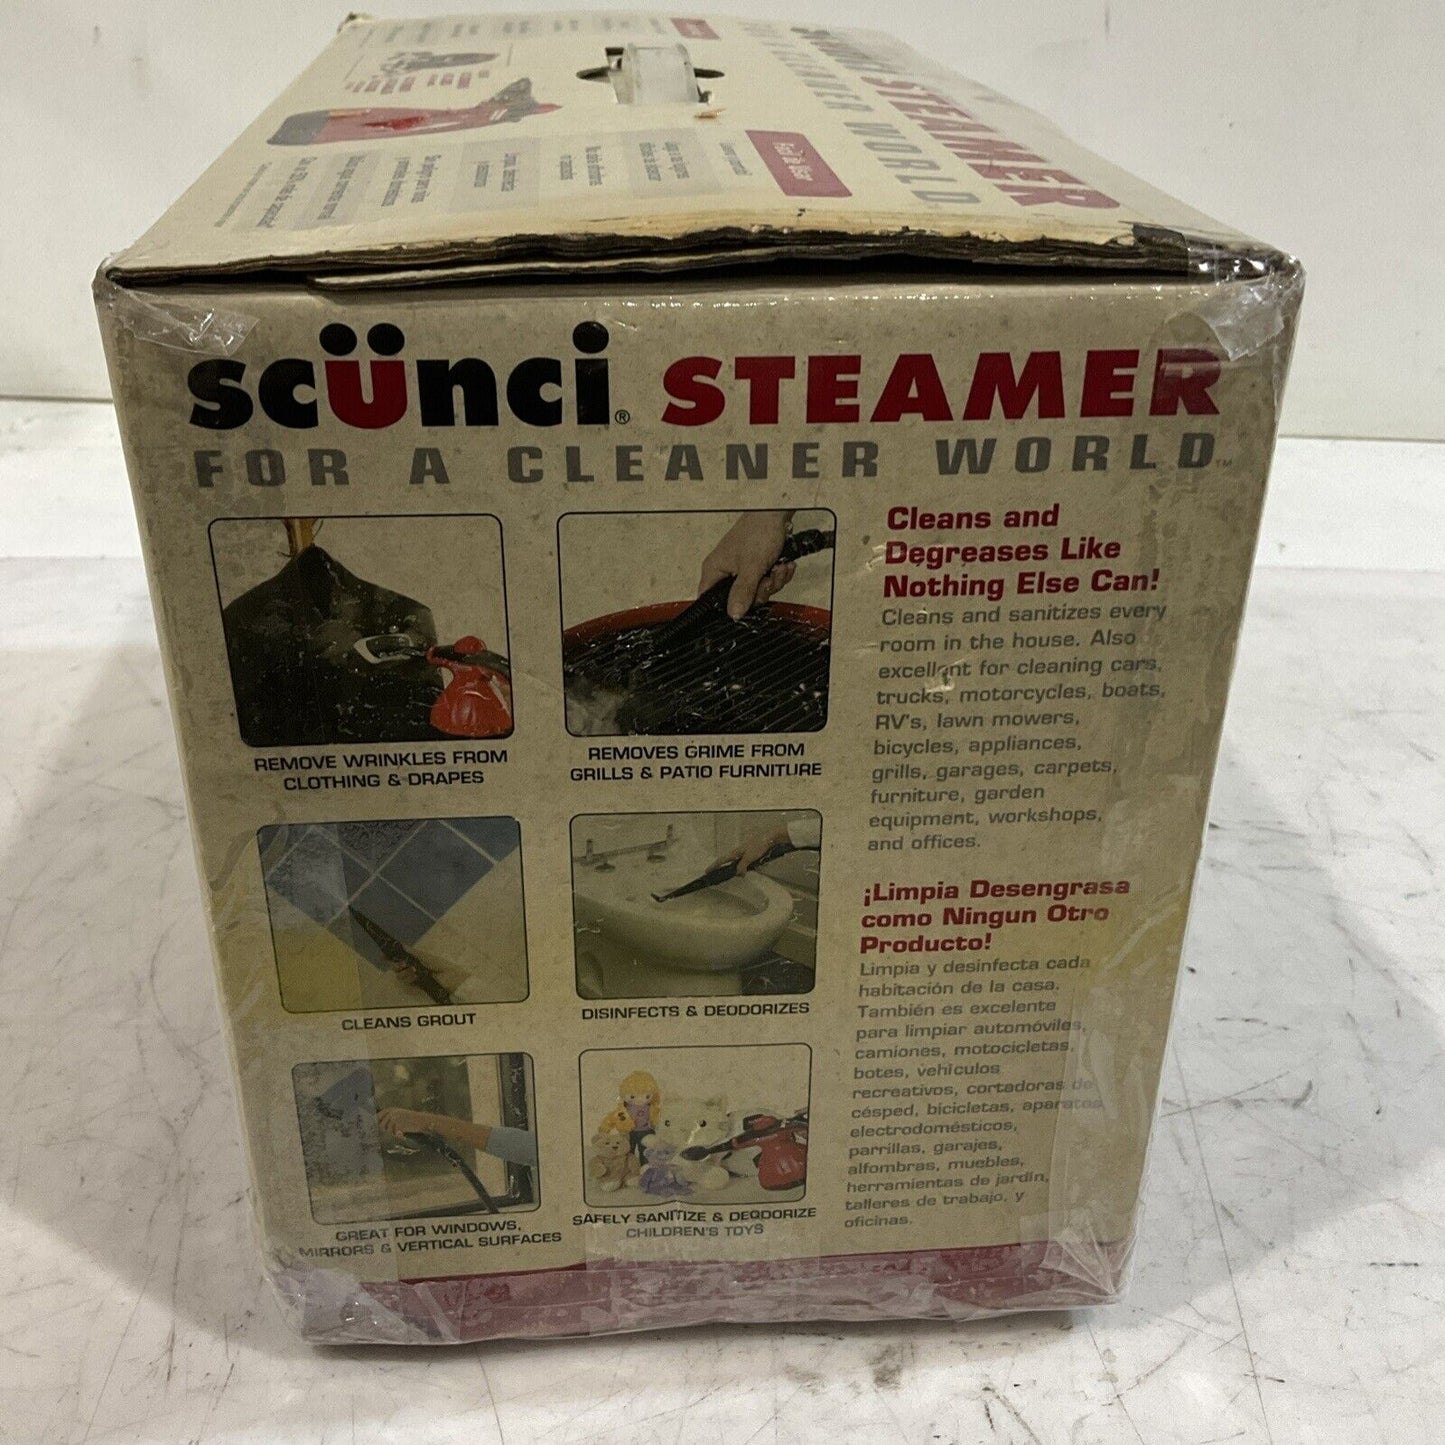 STEAMER
A CLEANER WORLD
Fácil de Usar
scünci® STEAMER
FOR A CLEANER WORLD™
REMOVE WRINKLES FROM
CLOTHING & DRAPES
REMOVES GRIME FROM
GRILLS & PATIO FURNITURE
CLEANS GROUT
DISINFECTS & DEODORIZES
GREAT FOR WINDOWS,
MIRRORS & VERTICAL SURFACES
SAFELY SANITIZE & DEODORIZE
CHILDREN'S TOYS
Cleans and
Degreases Like
Nothing Else Can!
Cleans and sanitizes every
room in the house. Also
excellent for cleaning cars,
trucks, motorcycles, boats,
RV's, lawn mowers,
bicycles, appliances,
grills, garages, carpets,
furniture, garden
equipment, workshops,
and offices.
¡Limpia Desengrasa
como Ningun Otro
Producto!
Limpia y desinfecta cada
habitación de la casa.
También es excelente
para limpiar automóviles,
camiones, motocicletas,
botes, vehículos
recreativos, cortadoras de
césped, bicicletas, aparatos
electrodomésticos,
parrillas, garajes,
alfombras, muebles,
herramientas de jardín,
talleres de trabajo, y
oficinas.